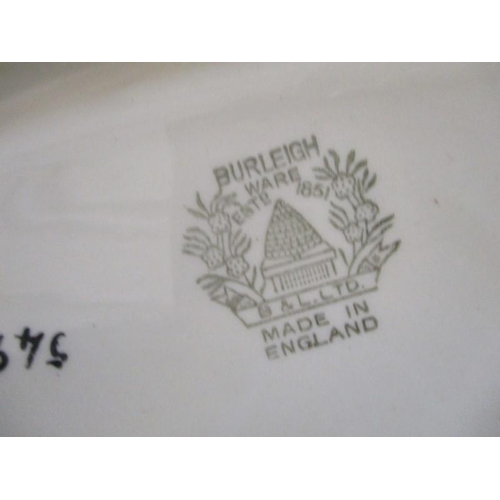 BURLEIGH
WARE
ESTD 1851
B & L. LTD.
MADE IN
ENGLAND